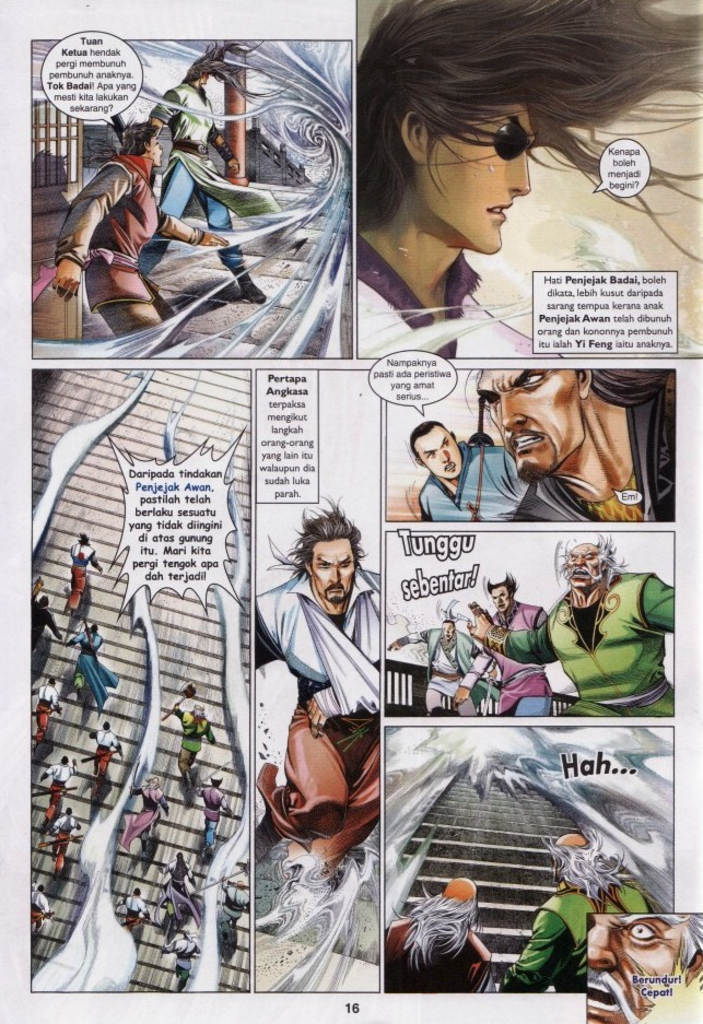 Tuan
Ketua hendak
pergi membunuh
pembunuh anaknya.
Tok Badai! Apa yang
mesti kita lakukan
sekarang?
Kenapa
boleh
menjadi
begini?
Hati Penjejak Badai, boleh
dikata, lebih kusut daripada
sarang tempua kerana anak
Penjejak Awan telah dibunuh
orang dan kononnya pembunuh
itu ialah Yi Feng iaitu anaknya.
Daripada tindakan
Penjejak Awan,
pastilah telah
berlaku sesuatu
yang tidak diingini
di atas gunung
itu. Mari kita
pergi tengok apa
dah terjadi!
Pertapa
Angkasa
terpaksa
mengikut
langkah
orang-orang
yang lain itu
walaupun dia
sudah luka
parah.
Nampaknya
pasti ada peristiwa
yang amat
serius...
Em!
Tunggu
sebentar!
Hah...
Berundur!
Cepat!
16